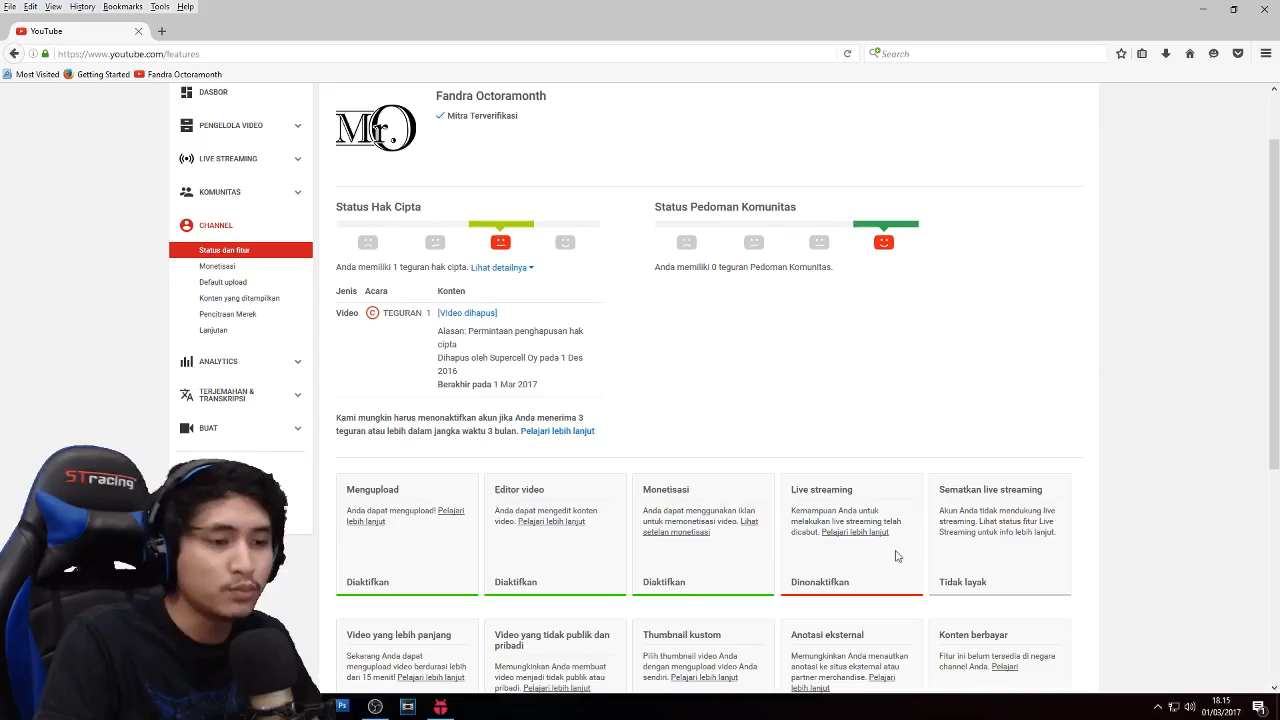 File Edit View History Bookmarks Tools Help
YouTube
https://www.youtube.com/features
Search
Most Visited Getting Started Fandra Octoramonth
DASBOR
PENGELOLA VIDEO
LIVE STREAMING
KOMUNITAS
CHANNEL
Status dan fitur
Monetisasi
Default upload
Konten yang ditampilkan
Pencitraan Merek
Lanjutan
ANALYTICS
TERJEMAHAN &
TRANSKRIPSI
BUAT
Mr.O
Fandra Octoramonth
Mitra Terverifikasi
Status Hak Cipta
Anda memiliki 1 teguran hak cipta. Lihat detailnya
Jenis Acara Konten
Video C TEGURAN 1 [Video dihapus]
Alasan: Permintaan penghapusan hak
cipta
Dihapus oleh Supercell Oy pada 1 Des
2016
Berakhir pada 1 Mar 2017
Kami mungkin harus menonaktifkan akun jika Anda menerima 3
teguran atau lebih dalam jangka waktu 3 bulan. Pelajari lebih lanjut
Status Pedoman Komunitas
Anda memiliki 0 teguran Pedoman Komunitas.
Mengupload
Anda dapat mengupload! Pelajari
lebih lanjut
Diaktifkan
Editor video
Anda dapat mengedit konten
video. Pelajari lebih lanjut
Diaktifkan
Monetisasi
Anda dapat menggunakan iklan
untuk memonetisasi video. Lihat
setelan monetisasi
Diaktifkan
Live streaming
Kemampuan Anda untuk
melakukan live streaming telah
dicabut. Pelajari lebih lanjut
Dinonaktifkan
Sematkan live streaming
Akun Anda tidak mendukung live
streaming. Lihat status fitur Live
Streaming untuk info lebih lanjut.
Tidak layak
Video yang lebih panjang
Sekarang Anda dapat
mengupload video berdurasi lebih
dari 15 menit! Pelajari lebih lanjut
Video yang tidak publik dan
pribadi
Memungkinkan Anda membuat
video menjadi tidak publik atau
pribadi. Pelajari lebih lanjut
Thumbnail kustom
Pilih thumbnail video Anda
dengan mengupload video Anda
sendiri. Pelajari lebih lanjut
Anotasi eksternal
Memungkinkan Anda menautkan
anotasi ke situs eksternal atau
partner merchandise. Pelajari
lebih lanjut
Konten berbayar
Fitur ini belum tersedia di negara
channel Anda. Pelajari
STracing
Ps
18.15
01/03/2017